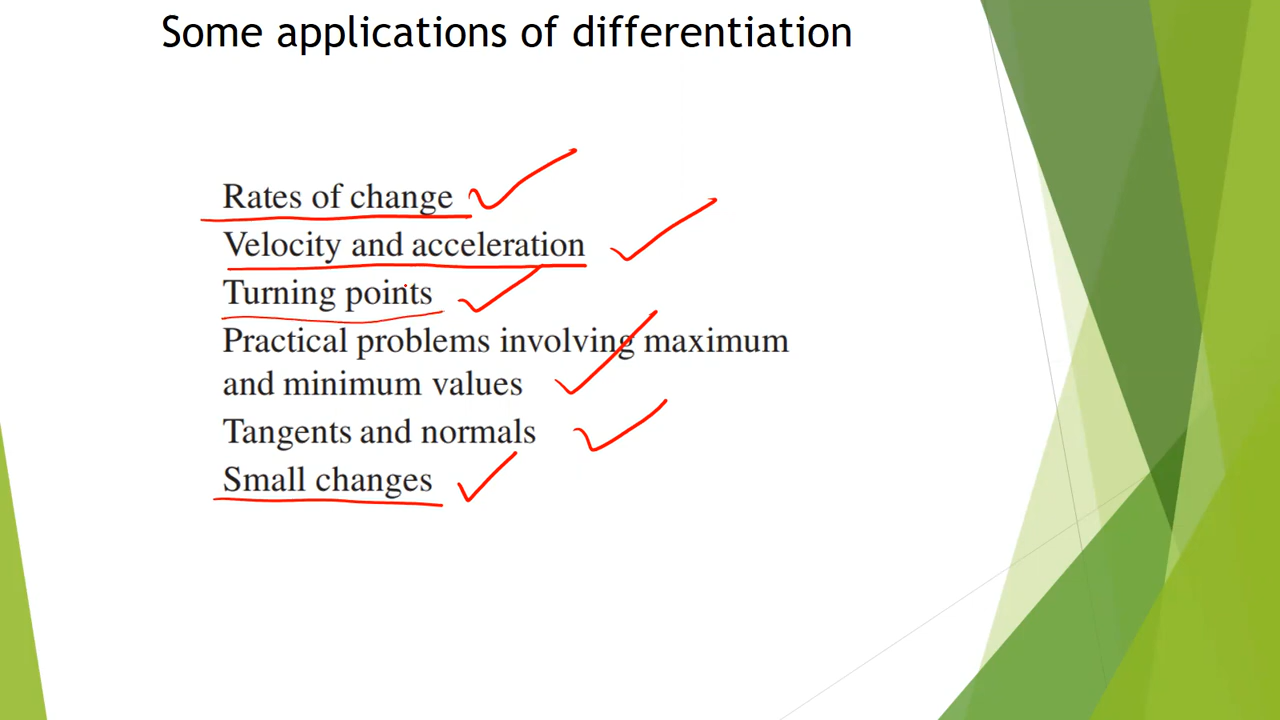 Some applications of differentiation
Rates of change
Velocity and acceleration
Turning points
Practical problems involving maximum
and minimum values
Tangents and normals
Small changes